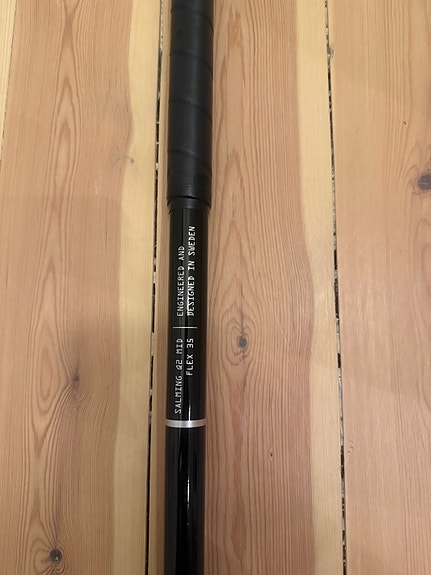 SALMING Q2 MID | ENGINEERED AND
FLEX 35 | DESIGNED IN SWEDEN